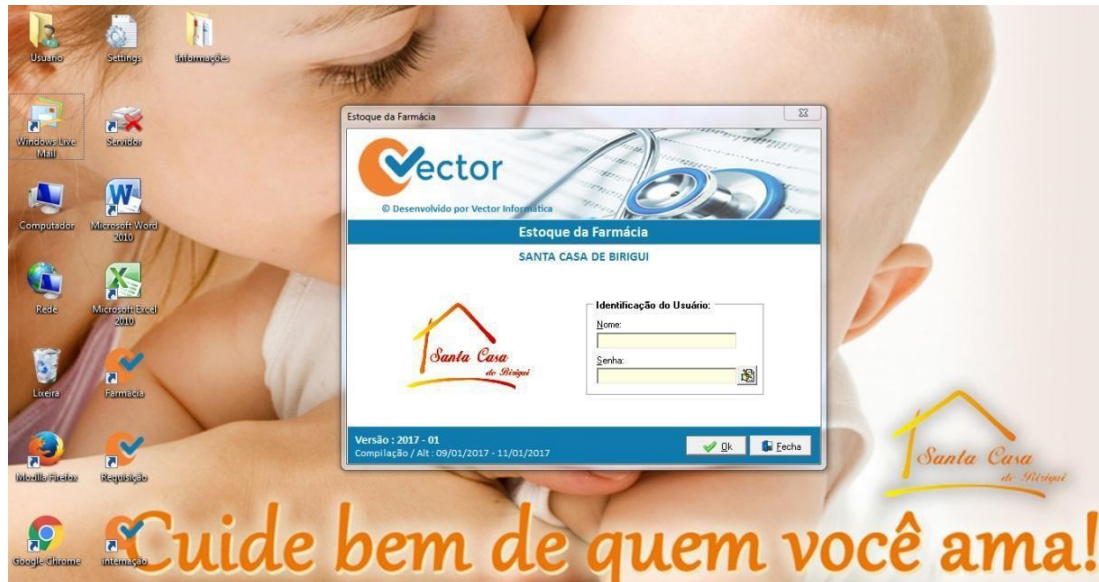 Usuario
Settings
Informações
Windows Live
Mail
Servidor
Computador
Microsoft Word
2010
Rede
Microsoft Excel
2010
Lixeira
Farmacia
Mozilla Firefox
Requisição
Google Chrome
Internação
Estoque da Farmácia
Vector
© Desenvolvido por Vector Informática
Estoque da Farmácia
SANTA CASA DE BIRIGUI
Santa Casa
de Birigui
Identificação do Usuário:
Nome:
Senha:
Versão : 2017 - 01
Compilação / Alt : 09/01/2017 - 11/01/2017
Ok
Fecha
Santa Casa
de Birigui
Cuide bem de quem você ama!